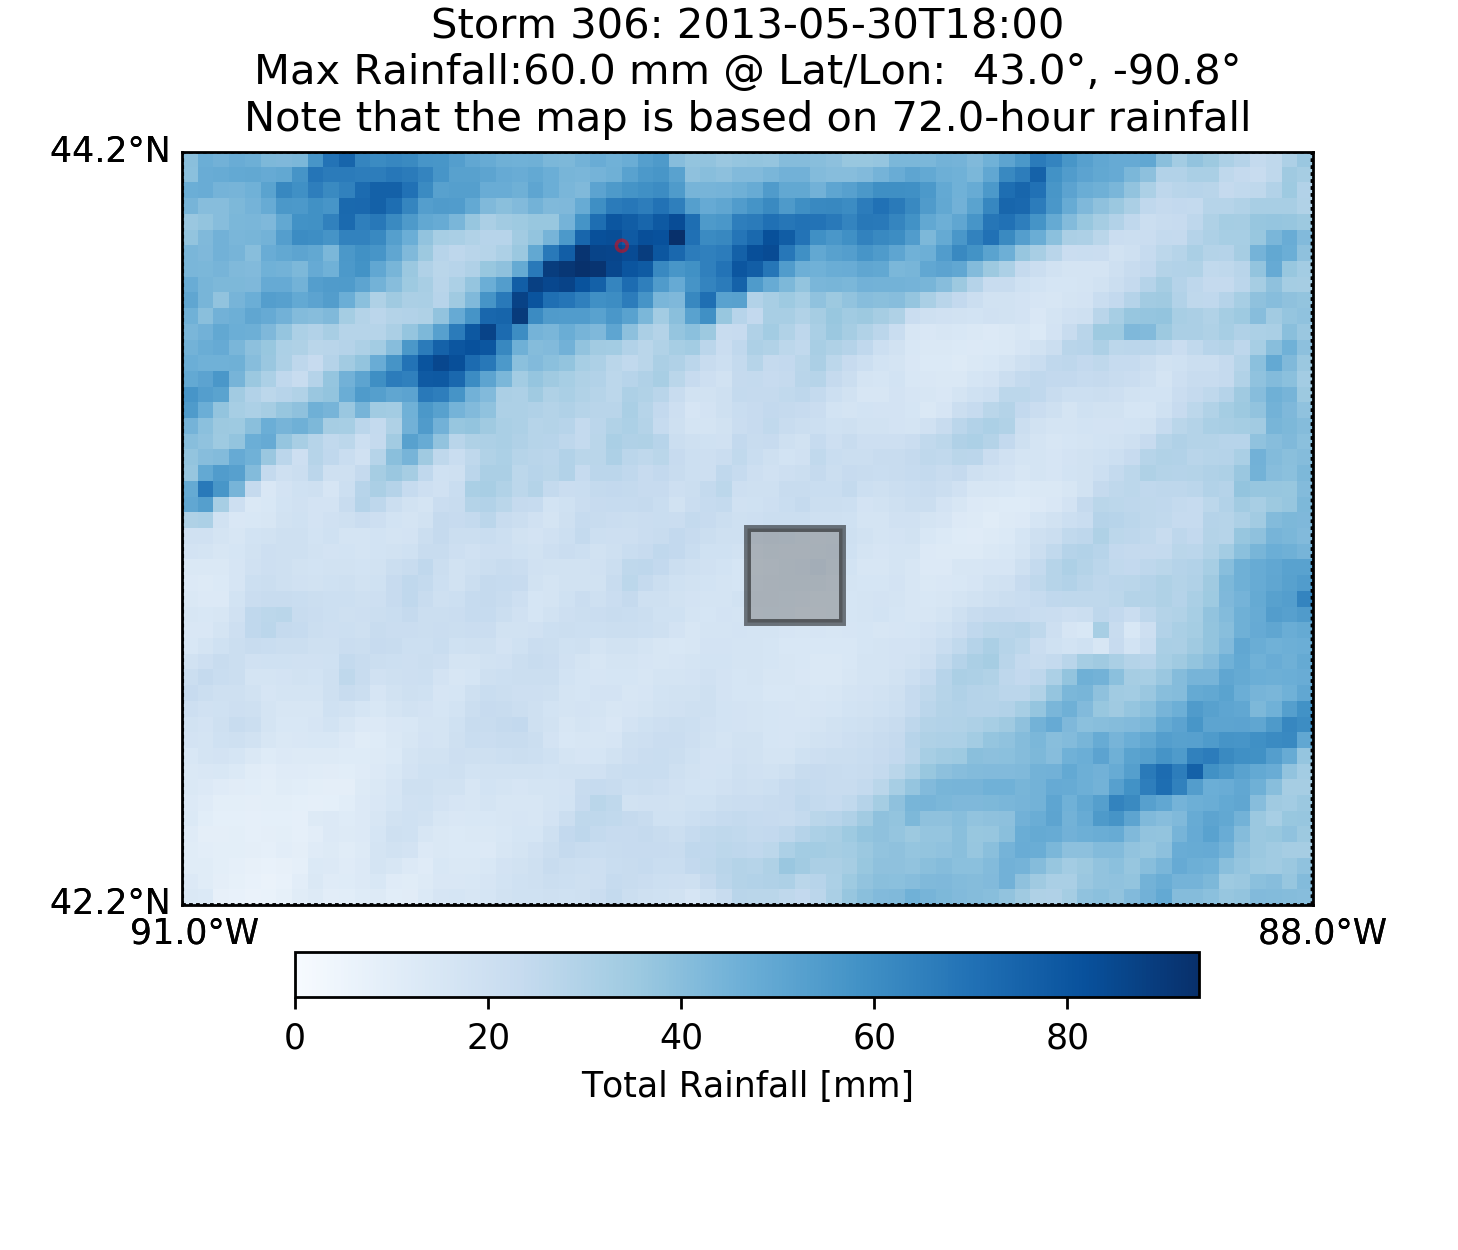 Storm 306: 2013-05-30T18:00
Max Rainfall:60.0 mm @ Lat/Lon:  43.0°, -90.8°
Note that the map is based on 72.0-hour rainfall
44.2°N
42.2°N
91.0°W 88.0°W
0 20 40 60 80
Total Rainfall [mm]